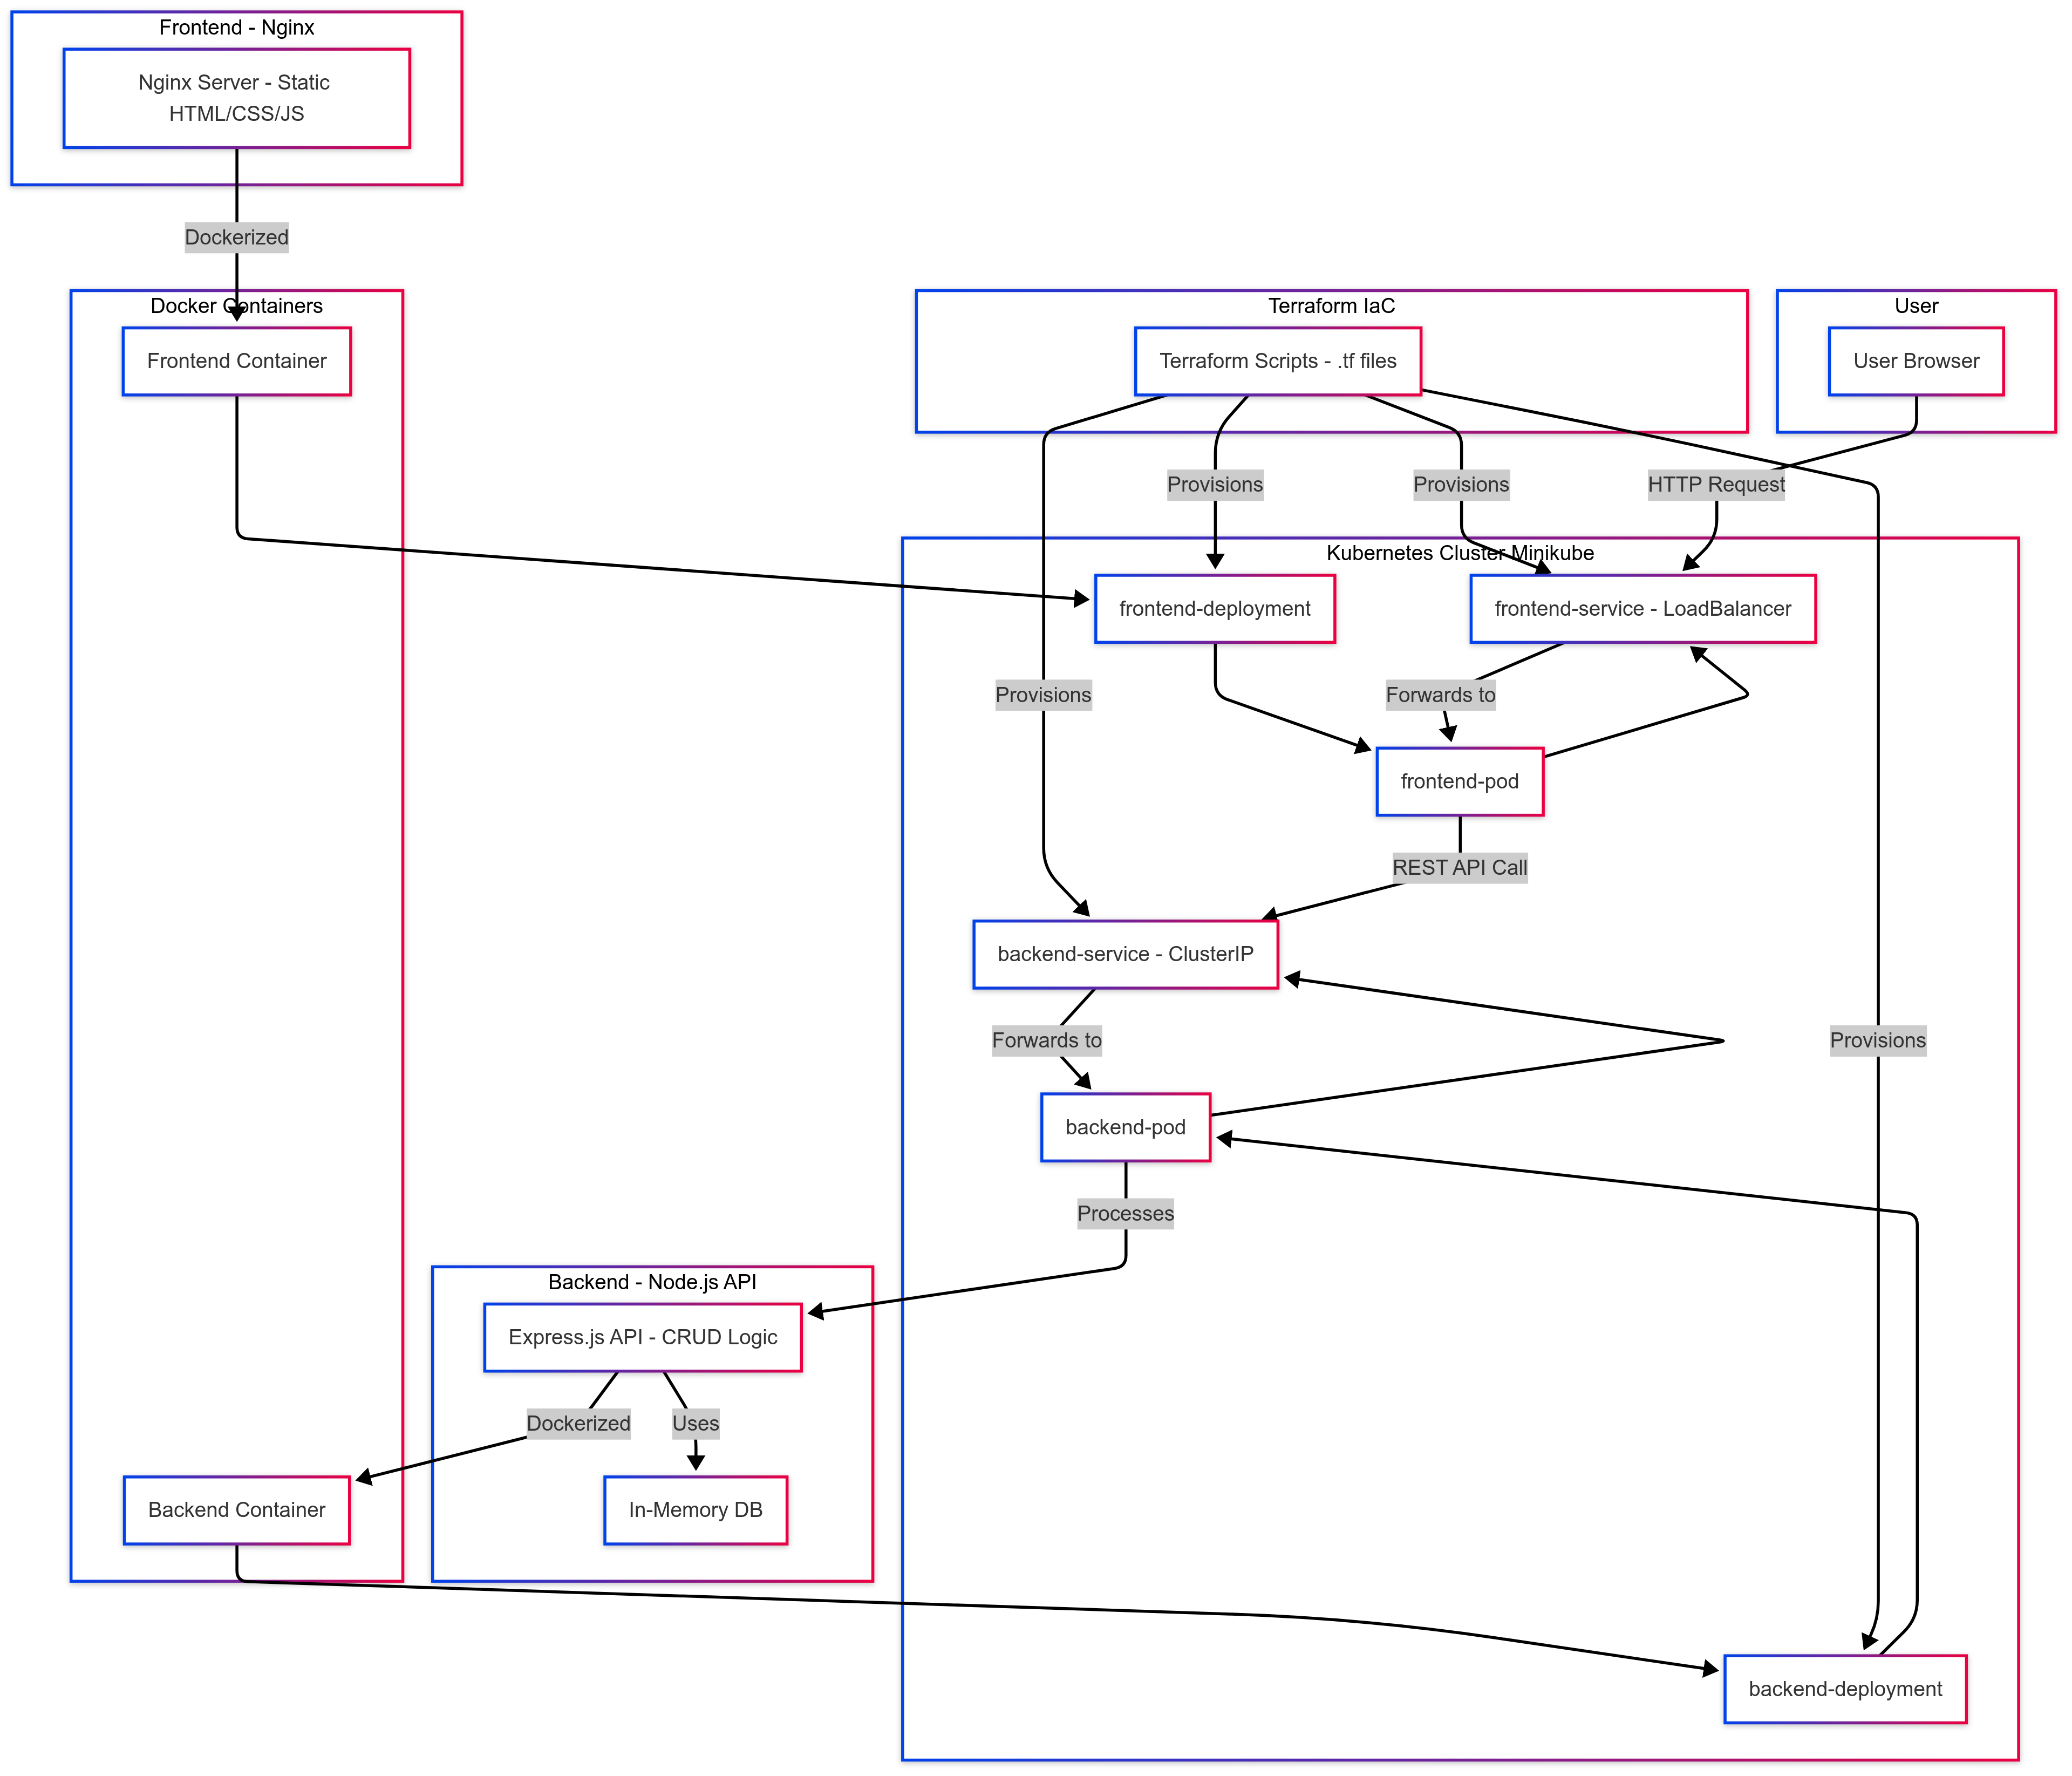 Frontend - Nginx
Nginx Server - Static
HTML/CSS/JS
Dockerized
Docker Containers
Frontend Container
Terraform IaC
Terraform Scripts - .tf files
User
User Browser
Provisions
Provisions
HTTP Request
Kubernetes Cluster Minikube
frontend-deployment
frontend-service - LoadBalancer
Provisions
Forwards to
frontend-pod
REST API Call
backend-service - ClusterIP
Forwards to
Provisions
backend-pod
Processes
Backend - Node.js API
Express.js API - CRUD Logic
Dockerized
Uses
Backend Container
In-Memory DB
backend-deployment